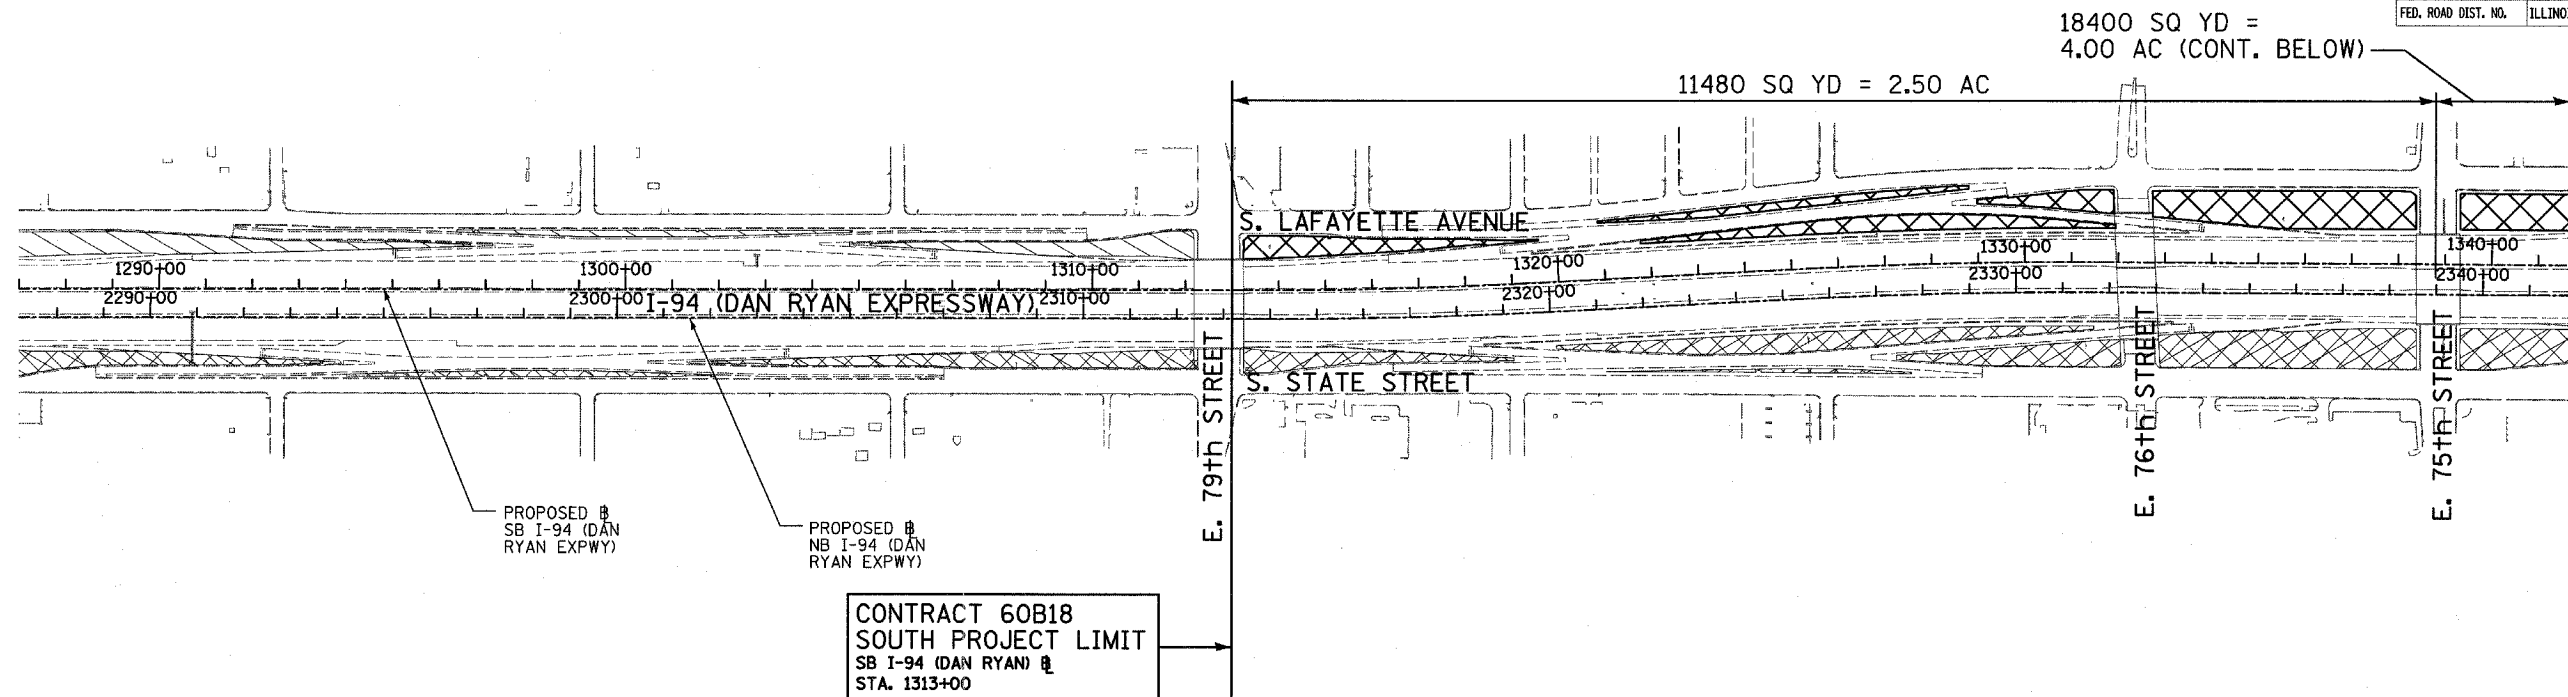 FED. ROAD DIST. NO.
18400 SQ YD =
4.00 AC (CONT. BELOW)
11480 SQ YD = 2.50 AC
S. LAFAYETTE AVENUE
1290+00
1300+00
1310+00
1320+00
1330+00
1340+00
2290+00
2300+00
I-94 (DAN RYAN EXPRESSWAY)
2310+00
2320+00
2330+00
2340+00
S. STATE STREET
E. 79th STREET
E. 76th STREET
E. 75th STREET
PROPOSED
SB I-94 (DAN
RYAN EXPWY)
PROPOSED
NB I-94 (DAN
RYAN EXPWY)
CONTRACT 60B18
SOUTH PROJECT LIMIT
SB I-94 (DAN RYAN)
STA. 1313+00